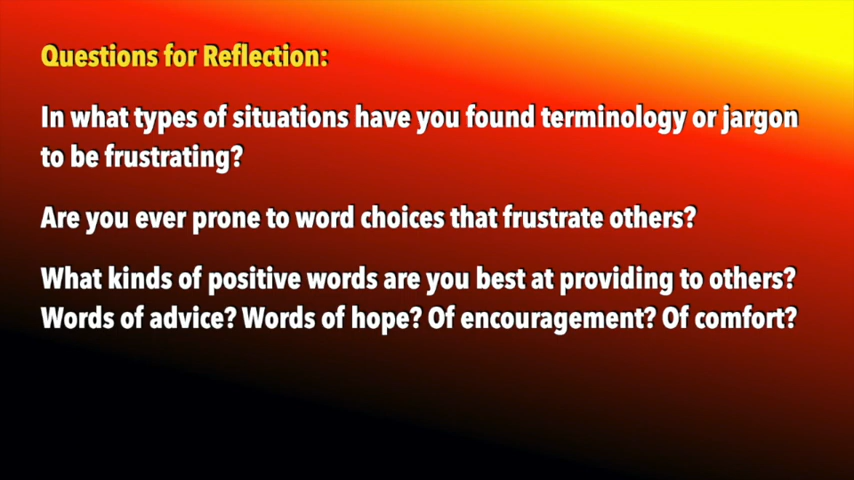 Questions for Reflection:
In what types of situations have you found terminology or jargon
to be frustrating?
Are you ever prone to word choices that frustrate others?
What kinds of positive words are you best at providing to others?
Words of advice? Words of hope? Of encouragement? Of comfort?